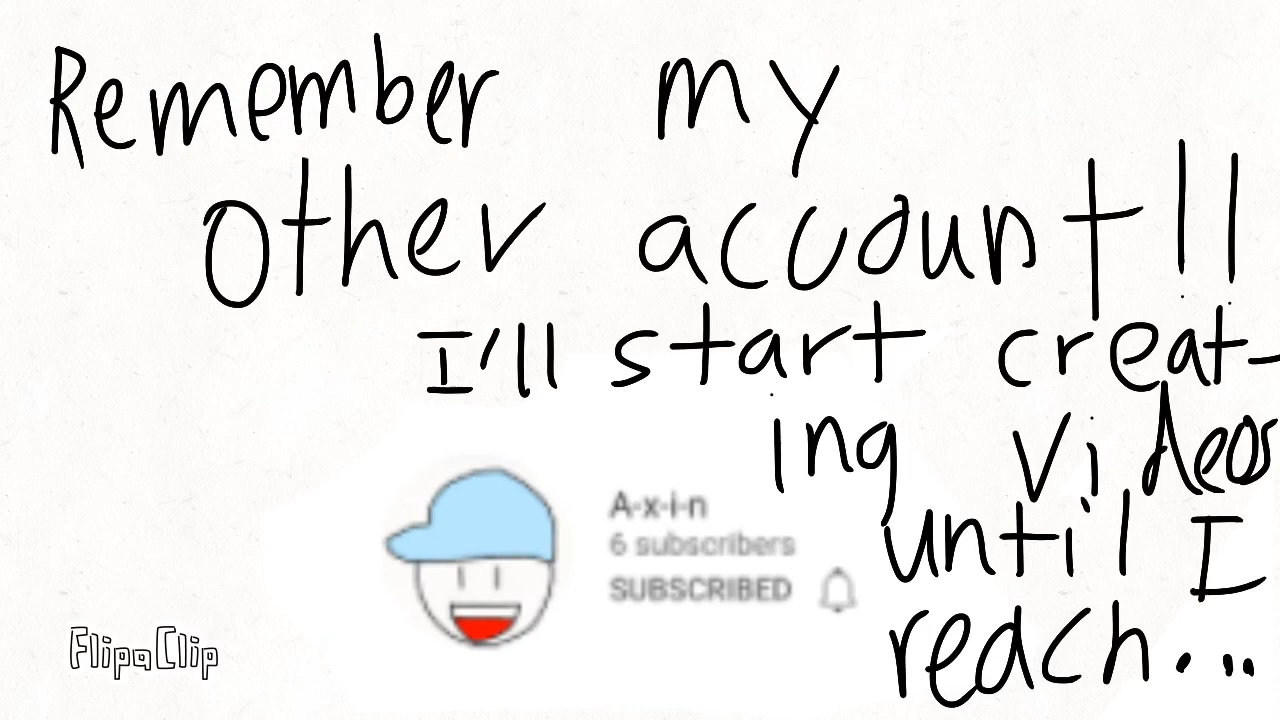 Remember my
other account!!
I'll start creat-
ing videos
until I
reach...
A-x-i-n
6 subscribers
SUBSCRIBED
FlipaClip